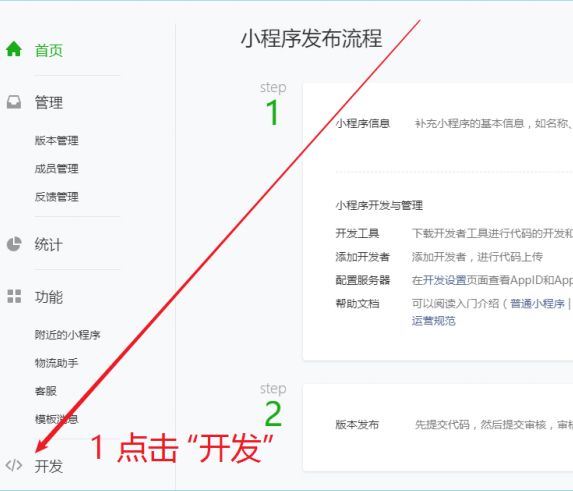 首页
管理
版本管理
成员管理
反馈管理
统计
功能
附近的小程序
物流助手
客服
模板消息
</> 开发
小程序发布流程
step
1
小程序信息 补充小程序的基本信息，如名称、
小程序开发与管理
开发工具 下载开发者工具进行代码的开发和
添加开发者 添加开发者，进行代码上传
配置服务器 在开发设置页面查看AppID和App
帮助文档 可以阅读入门介绍（普通小程序 |
运营规范
step
2
版本发布 先提交代码，然后提交审核，审
1 点击 “开发”